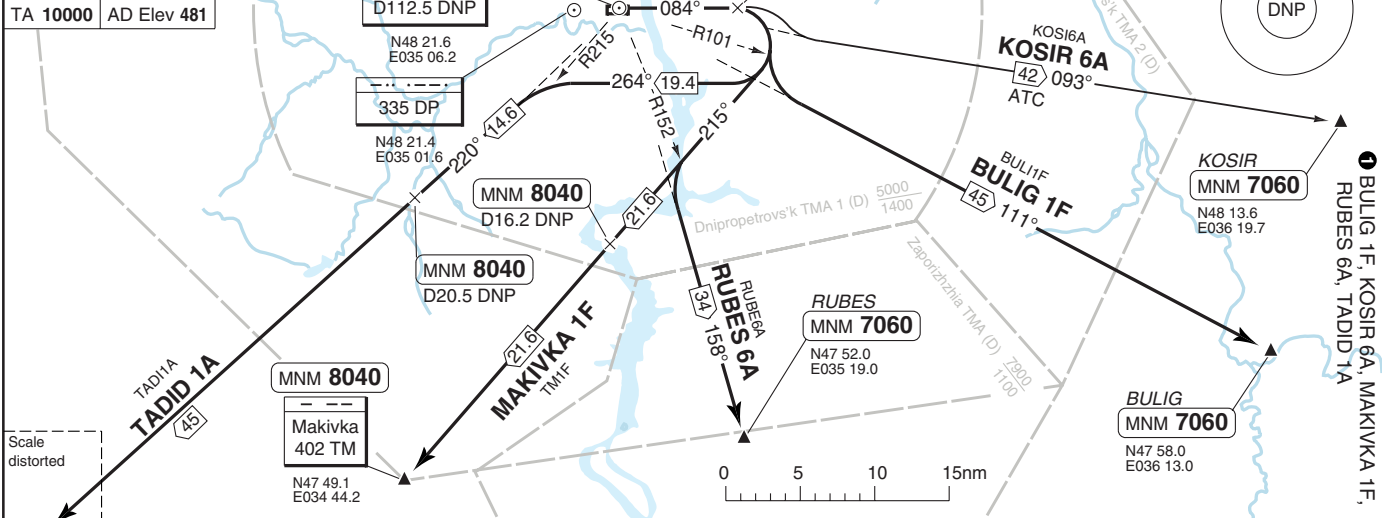 TA 10000 AD Elev 481
D112.5 DNP
N48 21.6
E035 06.2
335 DP
N48 21.4
E035 01.6
084°
R215
R101
264° 19.4
R152
215°
14.6
220°
MNM 8040
D16.2 DNP
21.6
MNM 8040
D20.5 DNP
KOSI6A
KOSIR 6A
42 093°
ATC
's'k TMA 2 (D)
DNP
KOSIR
MNM 7060
N48 13.6
E036 19.7
BULI1F
BULIG 1F
45 111°
Dnipropetrovs'k TMA 1 (D) 5000
1400
Zaporizhzhia TMA (D) 7900
1100
RUBE6A
RUBES 6A
34 158°
RUBES
MNM 7060
N47 52.0
E035 19.0
21.6
MAKIVKA 1F
TM1F
TADI1A
TADID 1A
45
MNM 8040
Makivka
402 TM
N47 49.1
E034 44.2
Scale
distorted
BULIG
MNM 7060
N47 58.0
E036 13.0
0 5 10 15nm
❶ BULIG 1F, KOSIR 6A, MAKIVKA 1F,
RUBES 6A, TADID 1A